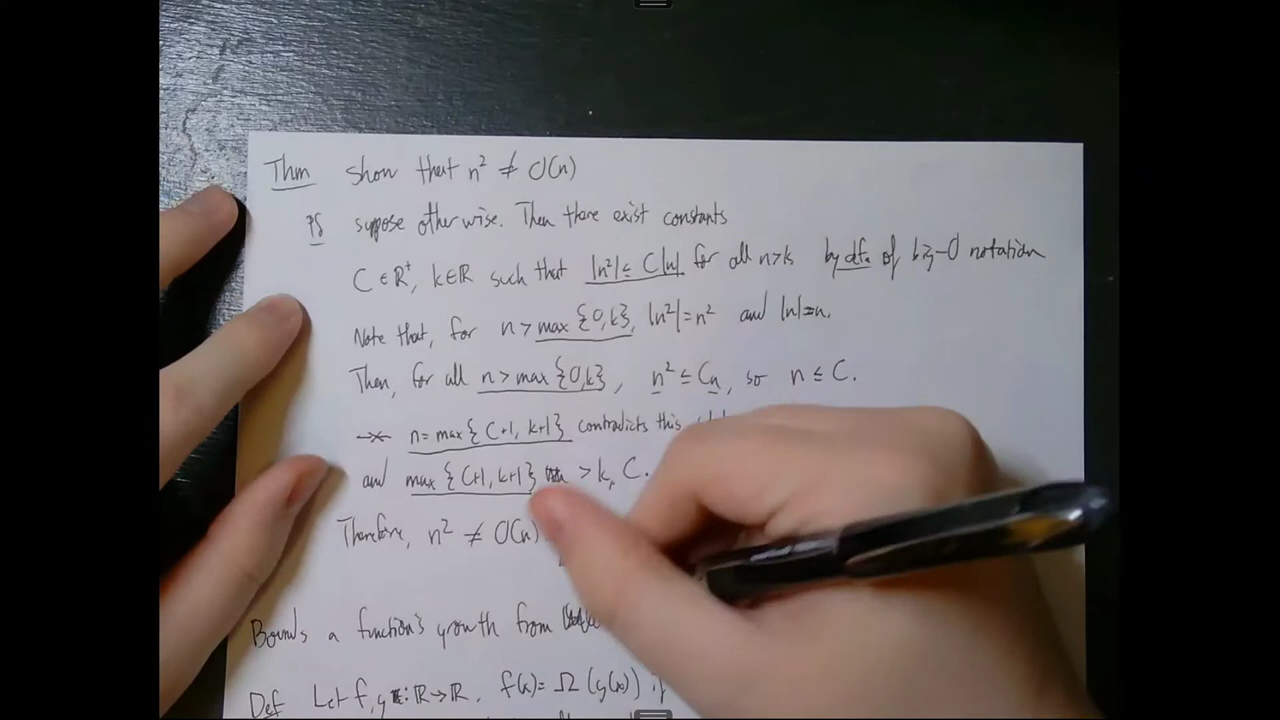 Thm show that n² ≠ O(n)
Pf suppose otherwise. Then there exist constants
C ∈ ℝ⁺, k ∈ ℝ such that |n²| ≤ C|n| for all n>k by dfn of big-O notation
Note that, for n > max {0,k}, |n²|=n² and |n|=n.
Then, for all n > max {0,k}, n² ≤ Cn, so n ≤ C.
n = max { C+1, k+1 } contradicts this
and max { C+1, k+1 } > k, C.
Therefore, n² ≠ O(n)
Bounds a function's growth from
Def Let f, g : ℝ → ℝ. f(x) = Ω (g(x)) if